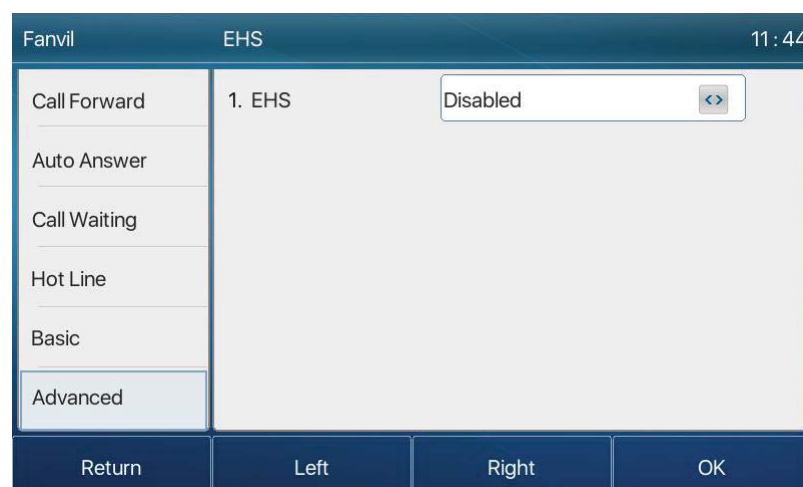 Fanvil EHS 11:44
Call Forward
1. EHS Disabled
Auto Answer
Call Waiting
Hot Line
Basic
Advanced
Return Left Right OK